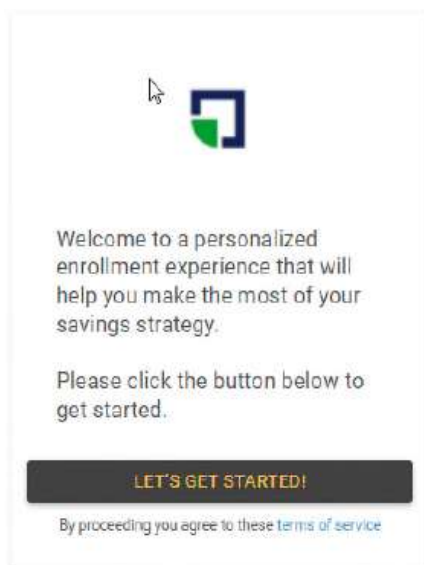 Welcome to a personalized
enrollment experience that will
help you make the most of your
savings strategy.
Please click the button below to
get started.
LET'S GET STARTED!
By proceeding you agree to these terms of service